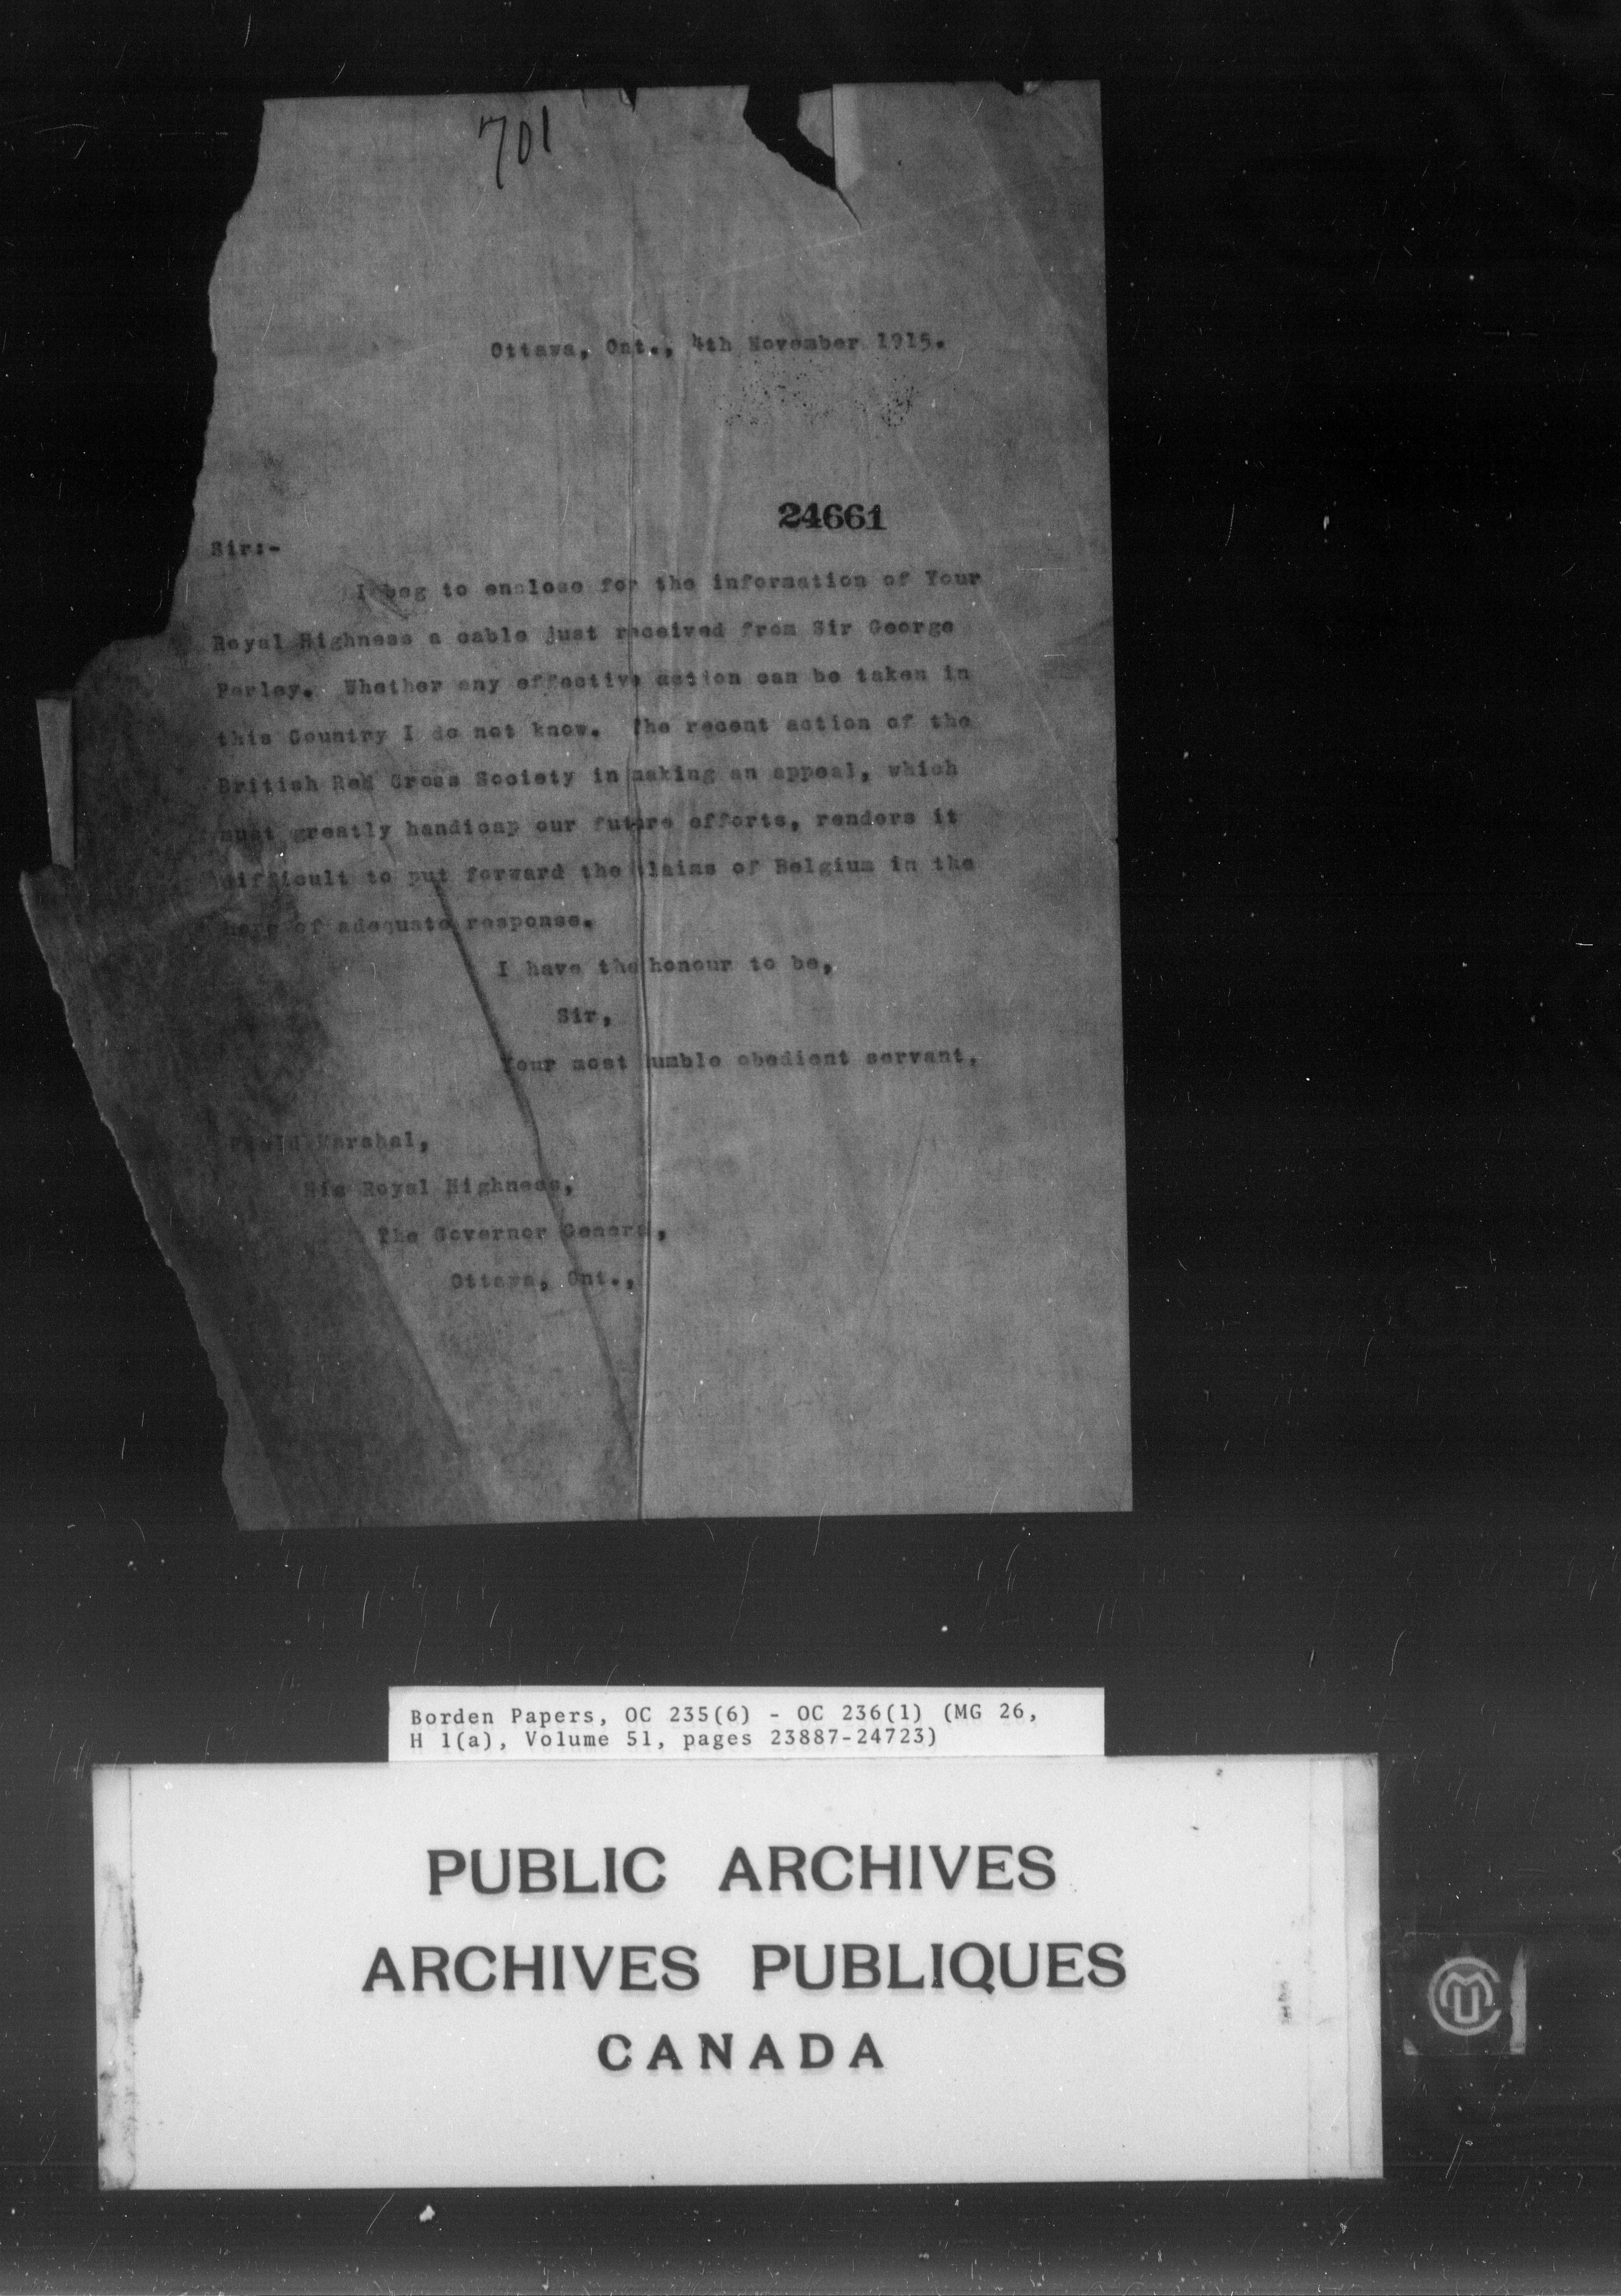 701
Ottawa, Ont., 4th November 1915.
24661
Sir:-
I beg to enclose for the information of Your
Royal Highness a cable just received from Sir George
Perley. Whether any effective action can be taken in
this Country I do not know. The recent action of the
British Red Cross Society in making an appeal, which
must greatly handicap our future efforts, renders it
difficult to put forward the claims of Belgium in the
hope of adequate response.
I have the honour to be,
Sir,
Your most humble obedient servant,
Field Marshal,
His Royal Highness,
The Governor General,
Ottawa, Ont.,
Borden Papers, OC 235(6) - OC 236(1) (MG 26,
H 1(a), Volume 51, pages 23887-24723)
PUBLIC ARCHIVES
ARCHIVES PUBLIQUES
CANADA